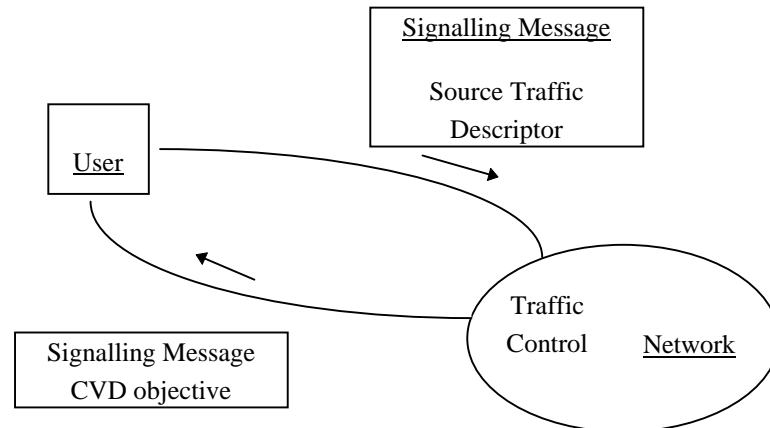 Signalling Message
Source Traffic
Descriptor
User
Traffic
Control
Network
Signalling Message
CVD objective